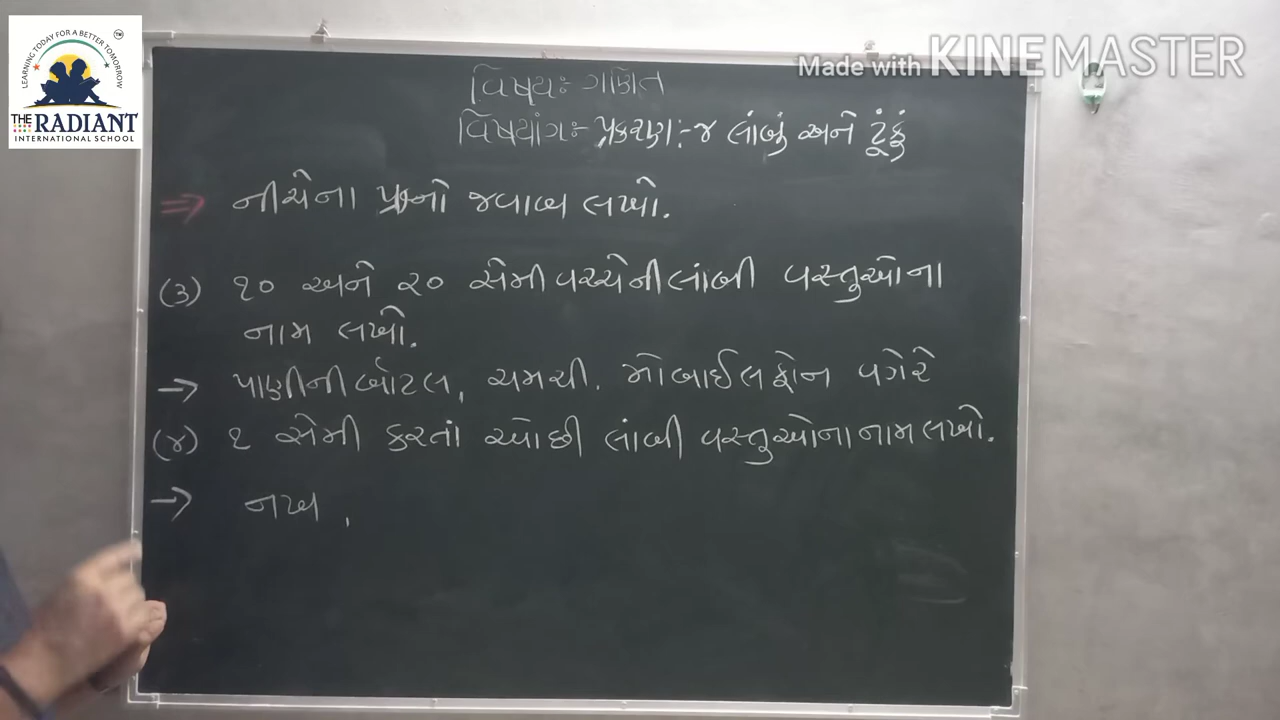 LEARNING TODAY FOR A BETTER TOMORROW
TM
THE RADIANT
INTERNATIONAL SCHOOL
Made with KINEMASTER
વિષય:- ગણિત
વિષયાંગ:- પ્રકરણ:-૪ લાંબું અને ટૂંકું
⇒ નીચેના પ્રશ્નનો જવાબ લખો.
(૩) ૧૦ અને ૨૦ સેમી વચ્ચેની લાંબી વસ્તુઓના
નામ લખો.
→ પાણીની બોટલ, ચમચી, મોબાઈલ ફોન વગેરે
(૪) ૧ સેમી કરતાં ઓછી લાંબી વસ્તુઓના નામ લખો.
→ નખ,